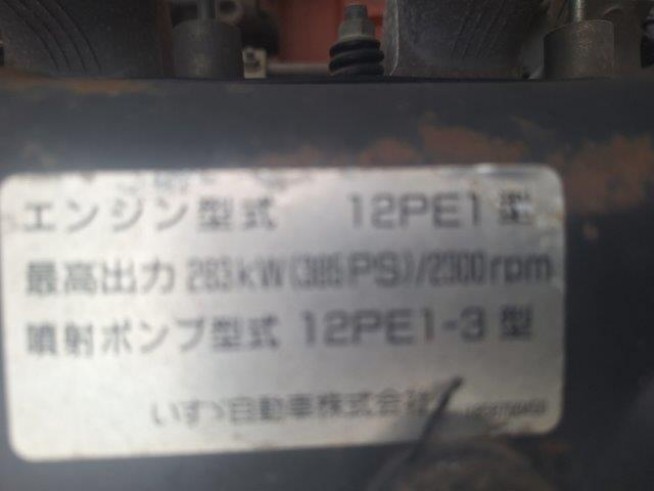 エンジン型式 12PE1型
最高出力 283kW(385PS)/2300rpm
噴射ポンプ型式 12PE1-3型
いすゞ自動車株式会社